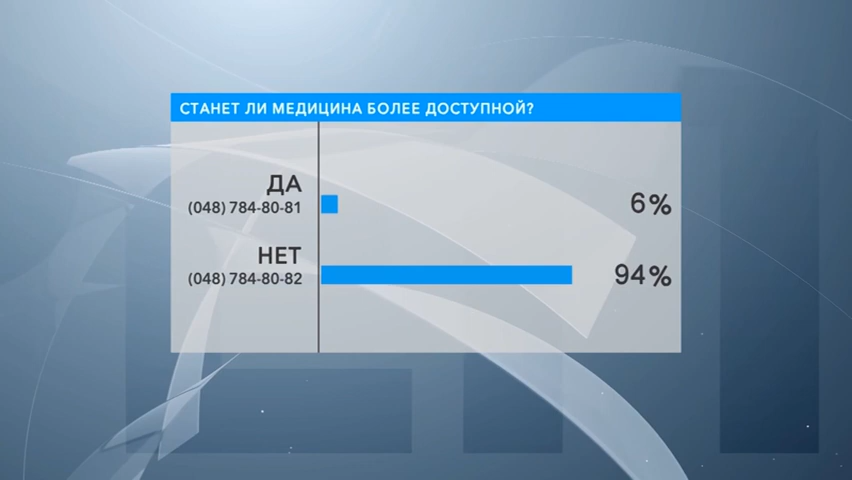 СТАНЕТ ЛИ МЕДИЦИНА БОЛЕЕ ДОСТУПНОЙ?
ДА
(048) 784-80-81
6%
НЕТ
(048) 784-80-82
94%